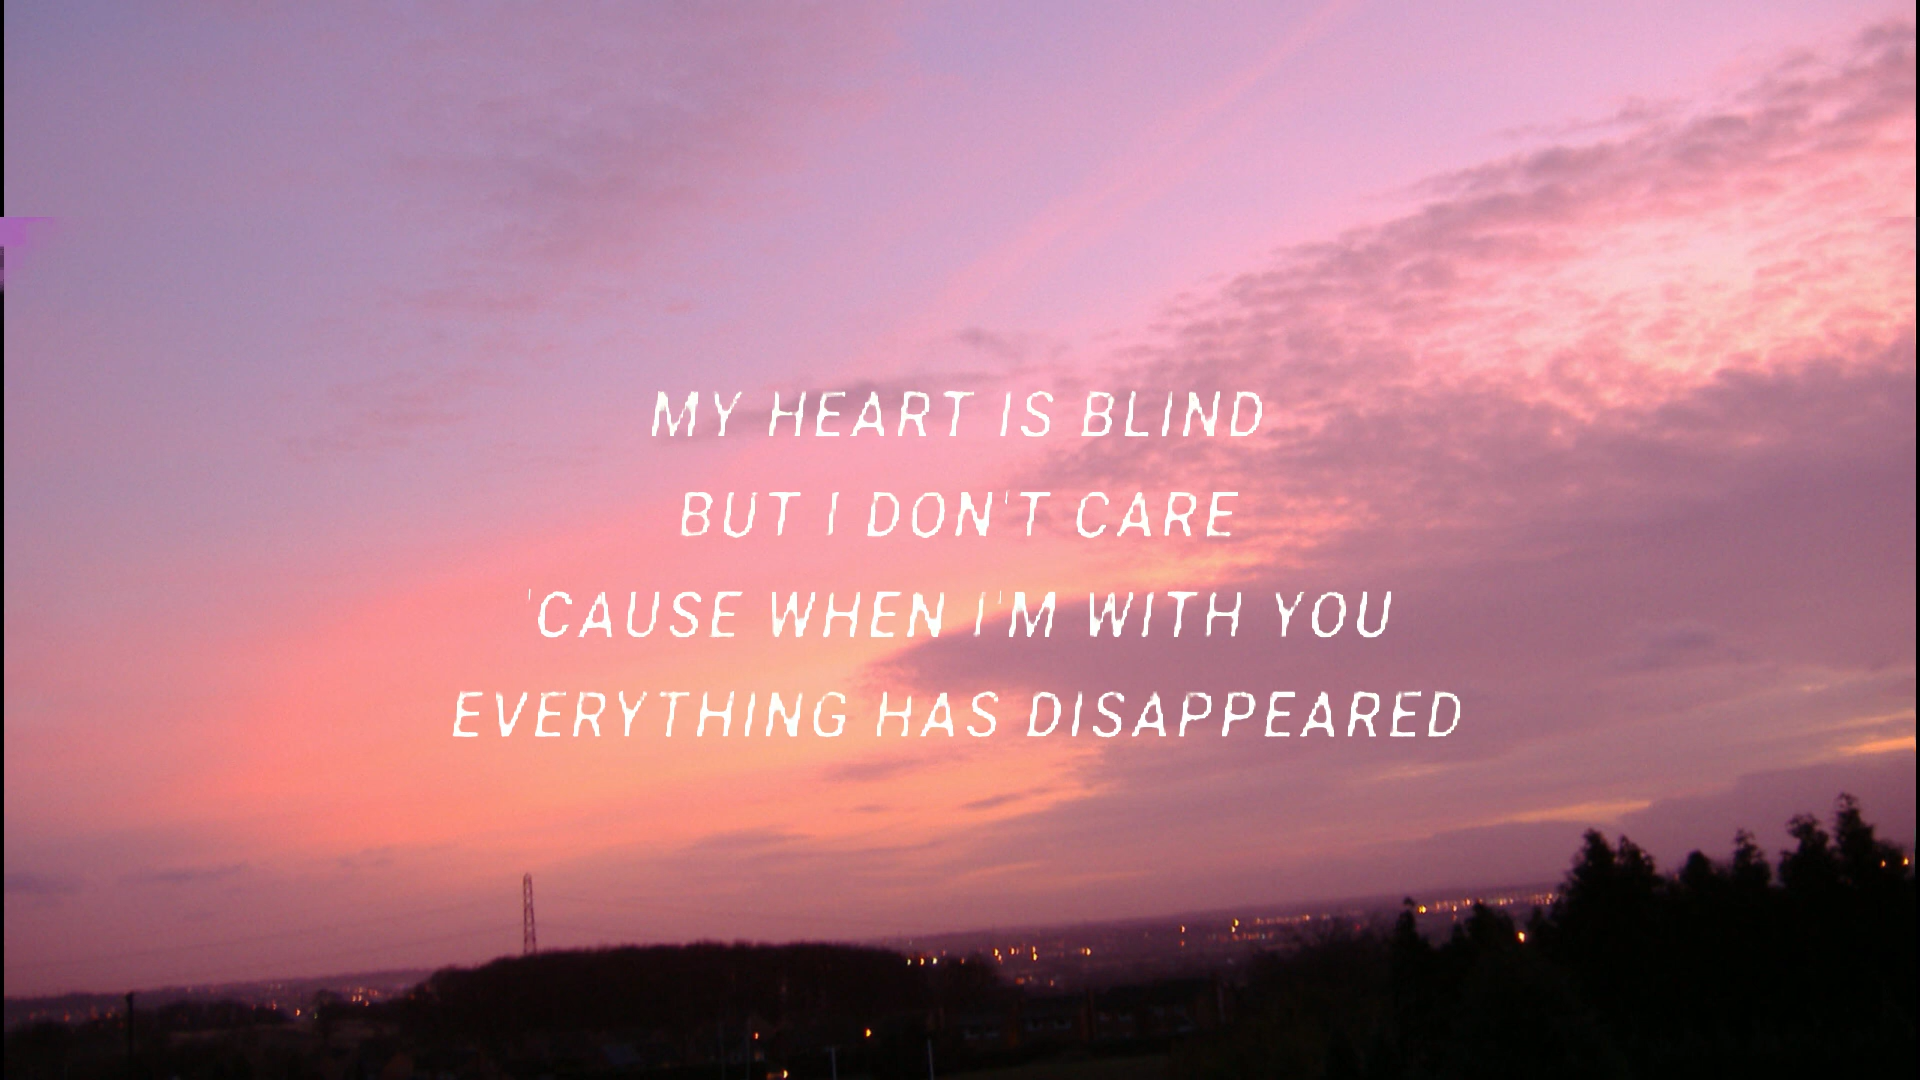 MY HEART IS BLIND
BUT I DON'T CARE
'CAUSE WHEN I'M WITH YOU
EVERYTHING HAS DISAPPEARED